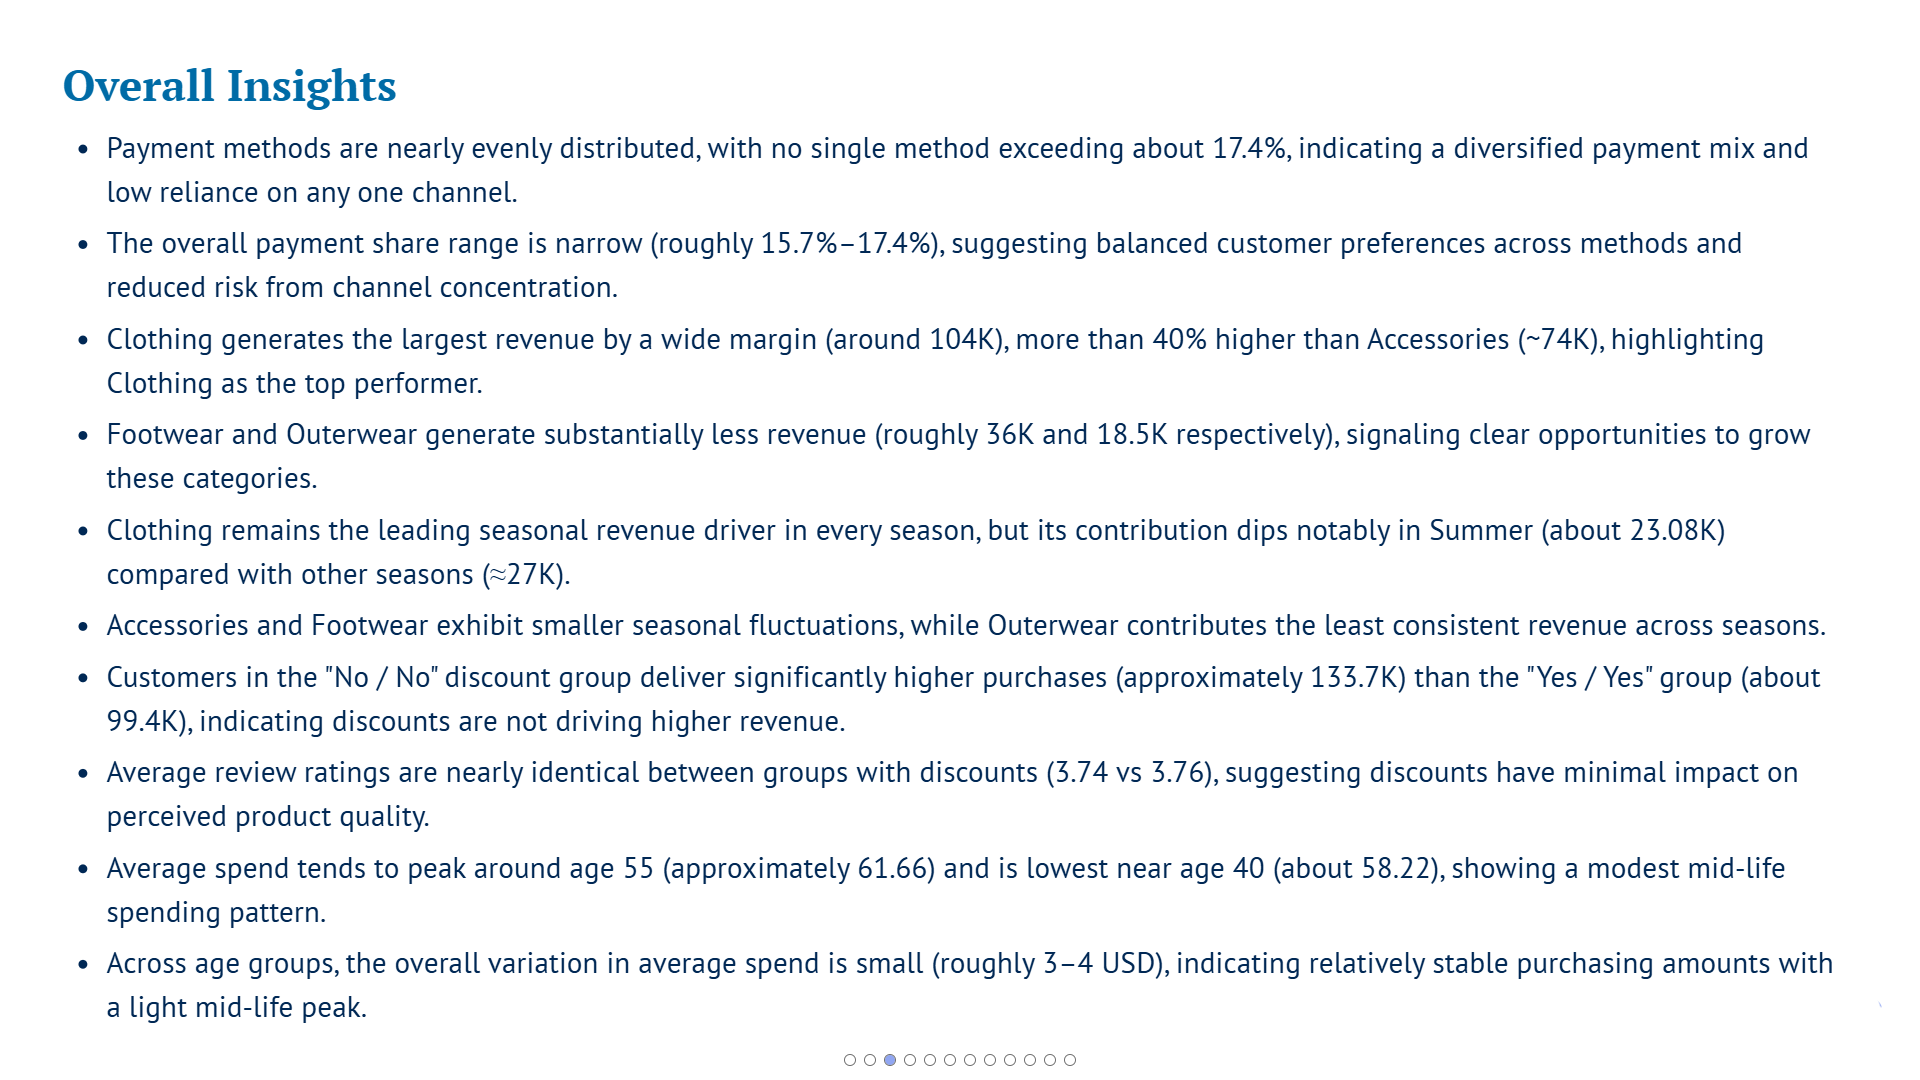 Overall Insights
• Payment methods are nearly evenly distributed, with no single method exceeding about 17.4%, indicating a diversified payment mix and
low reliance on any one channel.
• The overall payment share range is narrow (roughly 15.7%–17.4%), suggesting balanced customer preferences across methods and
reduced risk from channel concentration.
• Clothing generates the largest revenue by a wide margin (around 104K), more than 40% higher than Accessories (~74K), highlighting
Clothing as the top performer.
• Footwear and Outerwear generate substantially less revenue (roughly 36K and 18.5K respectively), signaling clear opportunities to grow
these categories.
• Clothing remains the leading seasonal revenue driver in every season, but its contribution dips notably in Summer (about 23.08K)
compared with other seasons (≈27K).
• Accessories and Footwear exhibit smaller seasonal fluctuations, while Outerwear contributes the least consistent revenue across seasons.
• Customers in the "No / No" discount group deliver significantly higher purchases (approximately 133.7K) than the "Yes / Yes" group (about
99.4K), indicating discounts are not driving higher revenue.
• Average review ratings are nearly identical between groups with discounts (3.74 vs 3.76), suggesting discounts have minimal impact on
perceived product quality.
• Average spend tends to peak around age 55 (approximately 61.66) and is lowest near age 40 (about 58.22), showing a modest mid-life
spending pattern.
• Across age groups, the overall variation in average spend is small (roughly 3–4 USD), indicating relatively stable purchasing amounts with
a light mid-life peak.